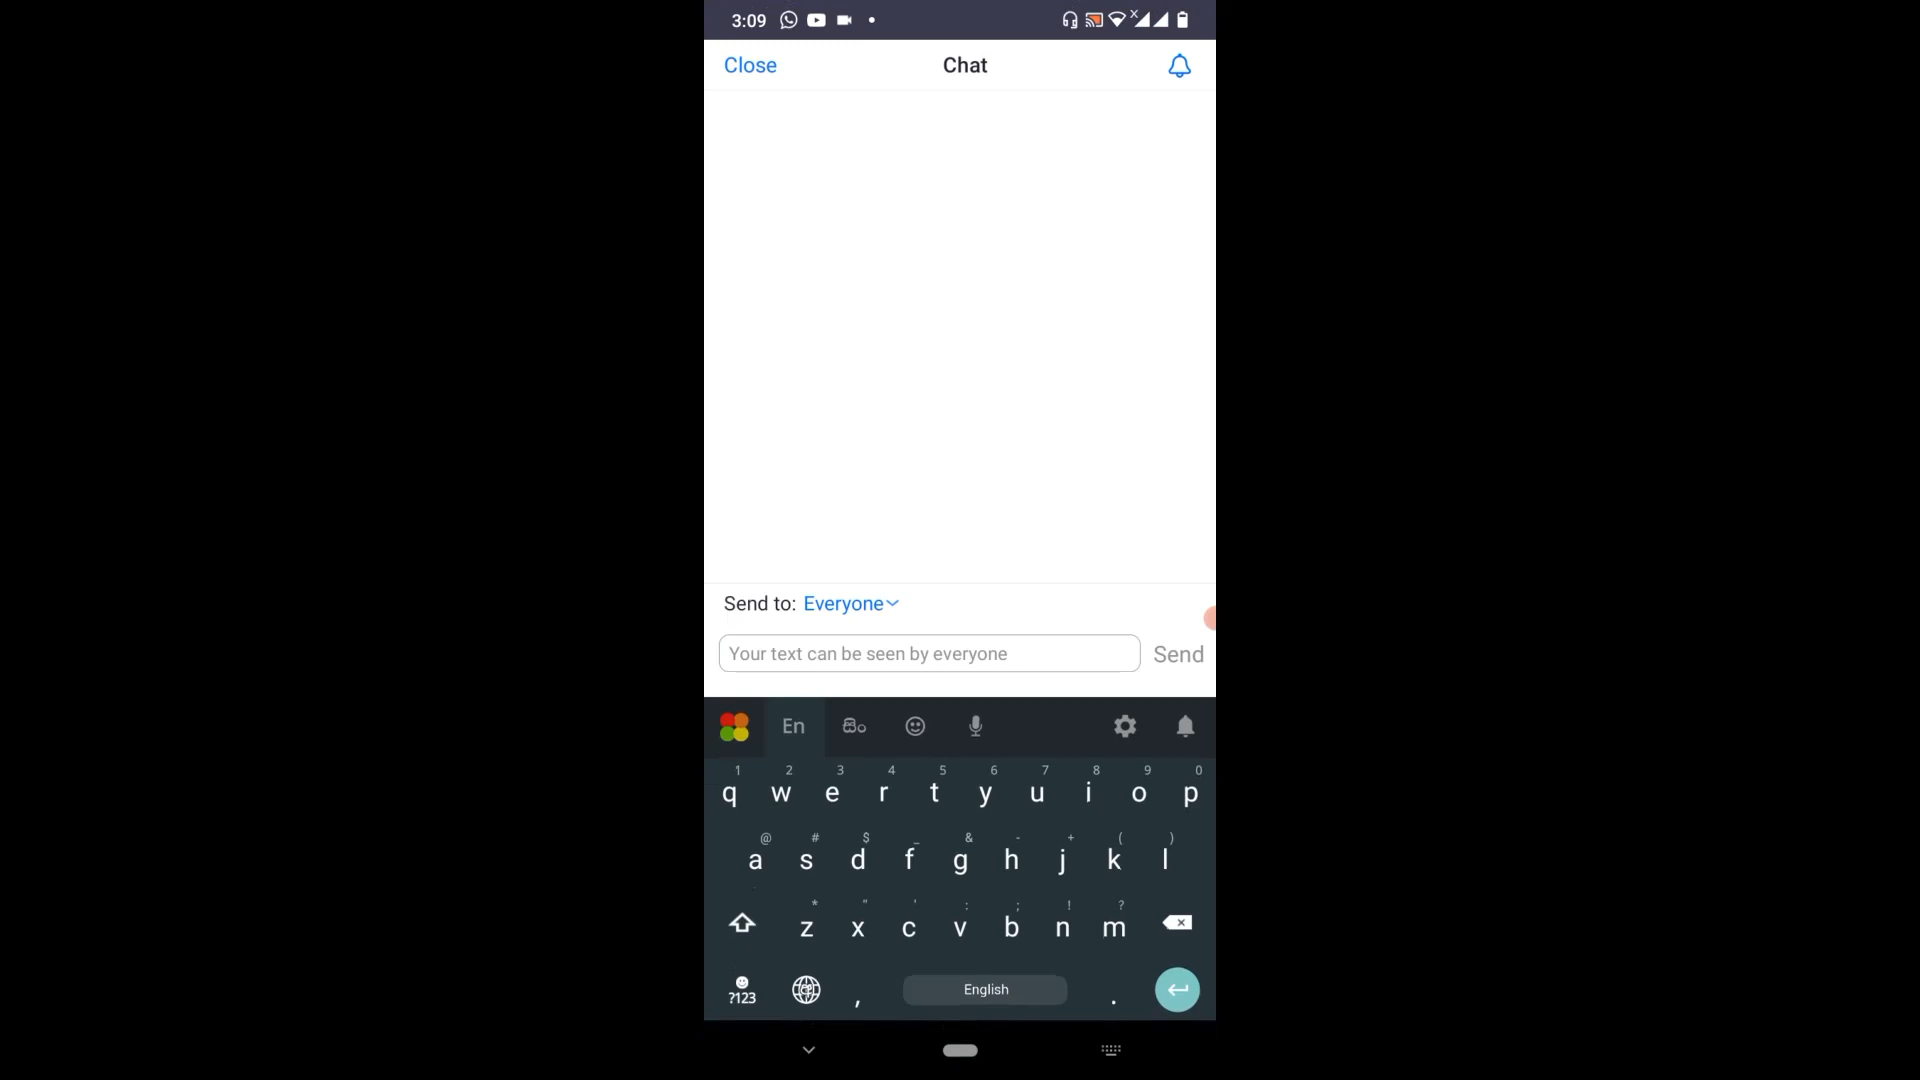 3:09
Close Chat
Send to: Everyone
Your text can be seen by everyone Send
En සිං
1 2 3 4 5 6 7 8 9 0
q w e r t y u i o p
@ # $ _ & - + ( )
a s d f g h j k l
* " ' : ; ! ?
z x c v b n m
?123 , English .